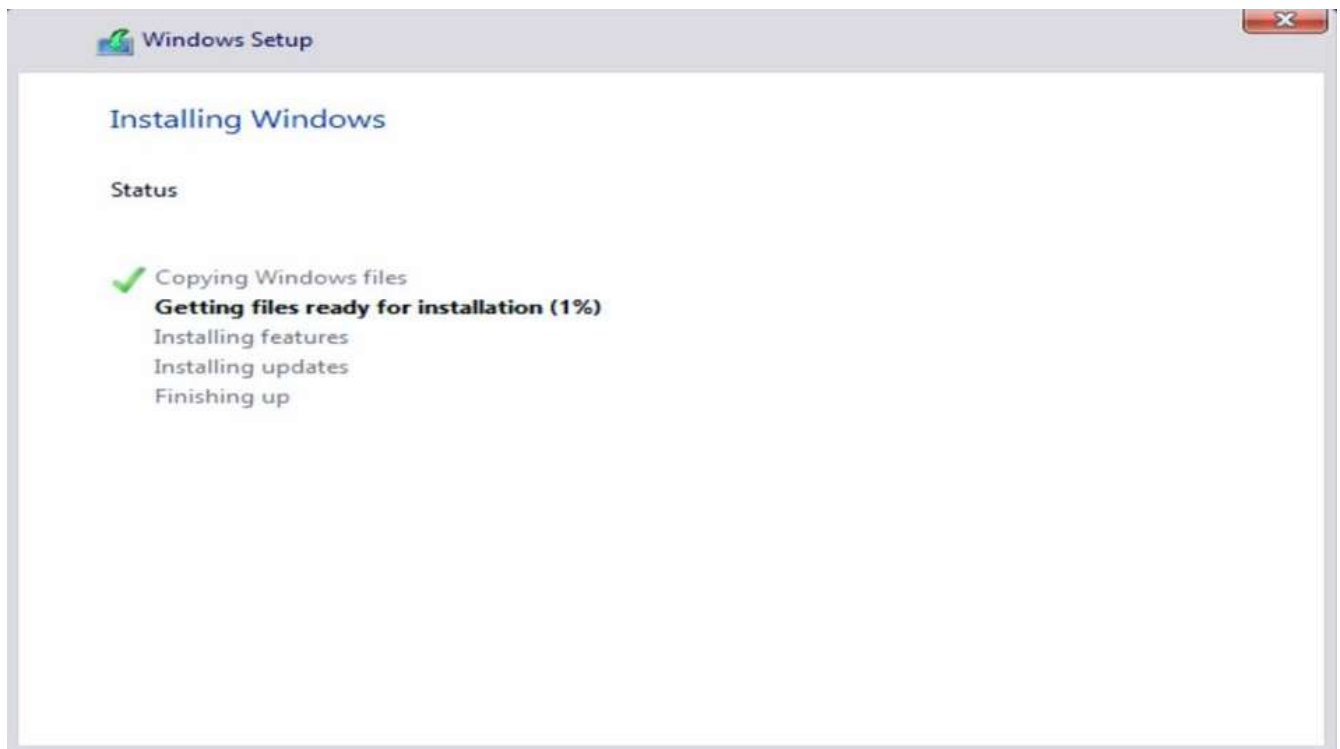 Windows Setup
Installing Windows
Status
Copying Windows files
Getting files ready for installation (1%)
Installing features
Installing updates
Finishing up